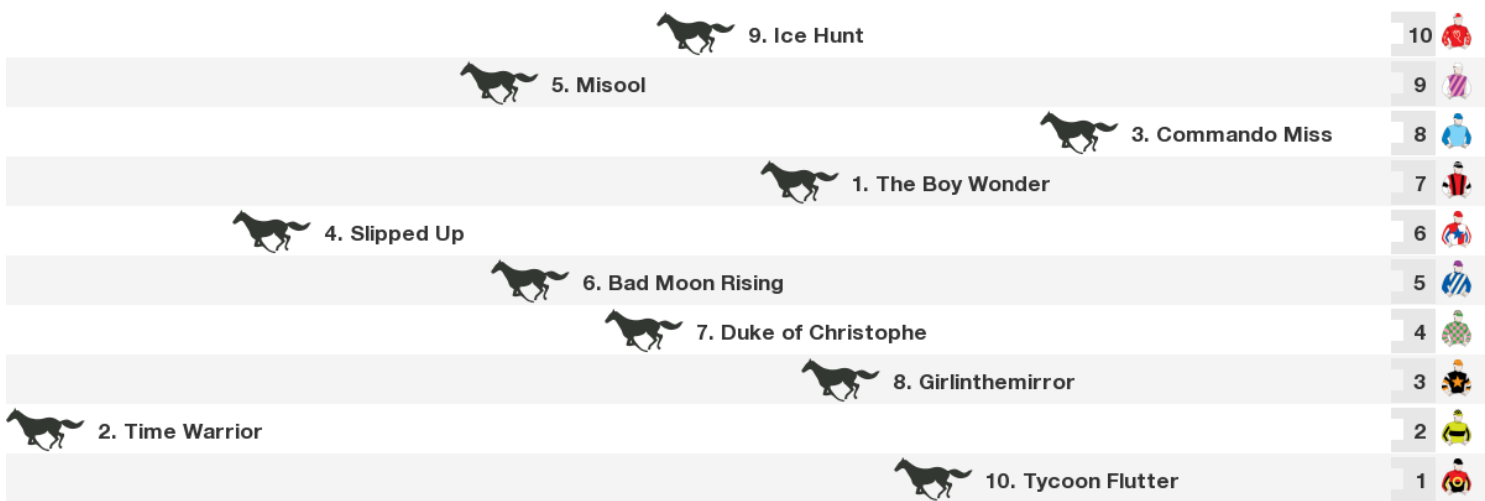 9. Ice Hunt 10
5. Misool 9
3. Commando Miss 8
1. The Boy Wonder 7
4. Slipped Up 6
6. Bad Moon Rising 5
7. Duke of Christophe 4
8. Girlinthemirror 3
2. Time Warrior 2
10. Tycoon Flutter 1